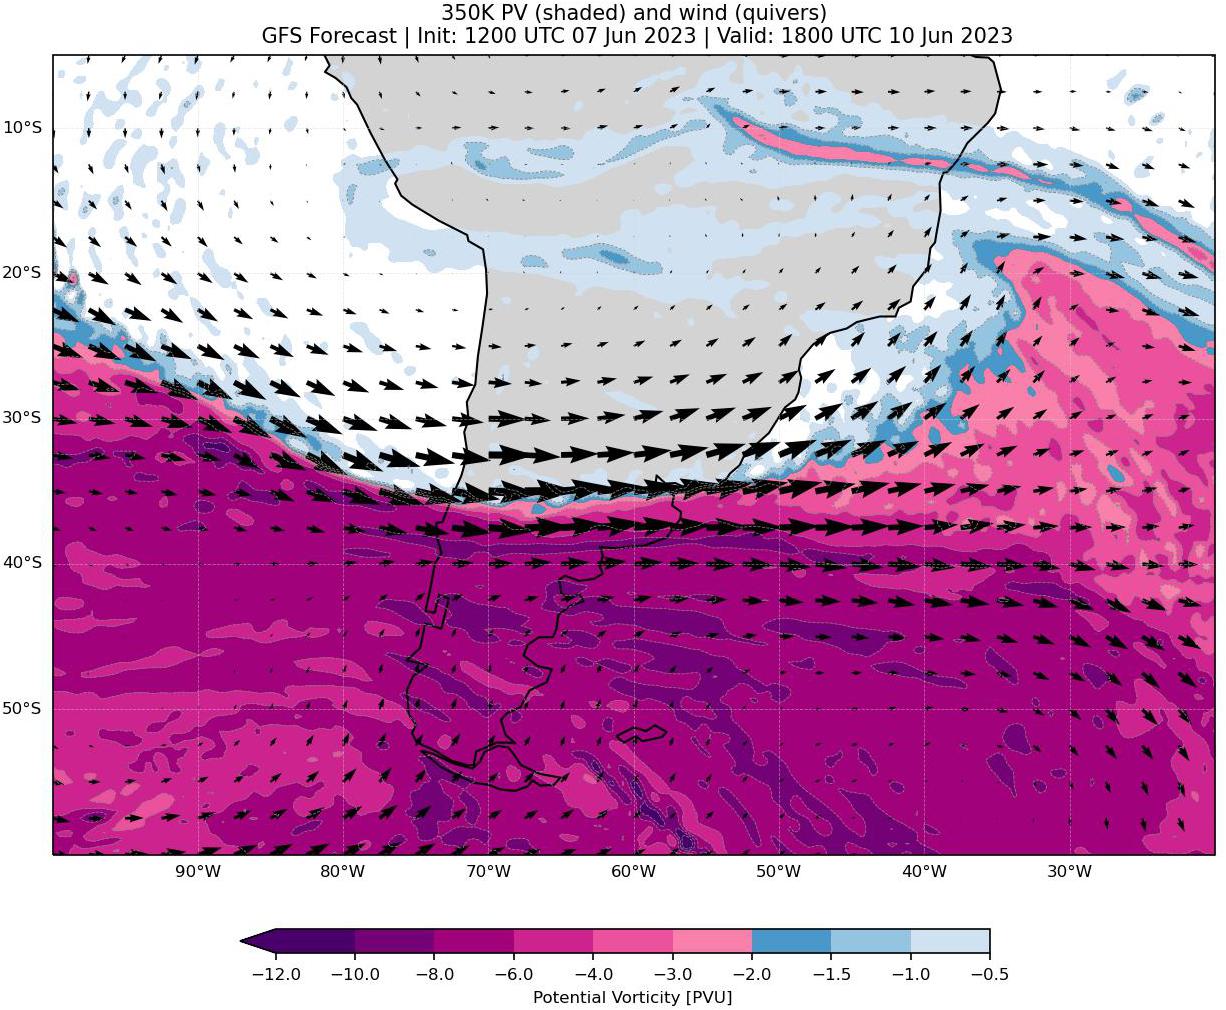 350K PV (shaded) and wind (quivers)
GFS Forecast | Init: 1200 UTC 07 Jun 2023 | Valid: 1800 UTC 10 Jun 2023
10°S
20°S
30°S
40°S
50°S
90°W 80°W 70°W 60°W 50°W 40°W 30°W
−12.0 −10.0 −8.0 −6.0 −4.0 −3.0 −2.0 −1.5 −1.0 −0.5
Potential Vorticity [PVU]